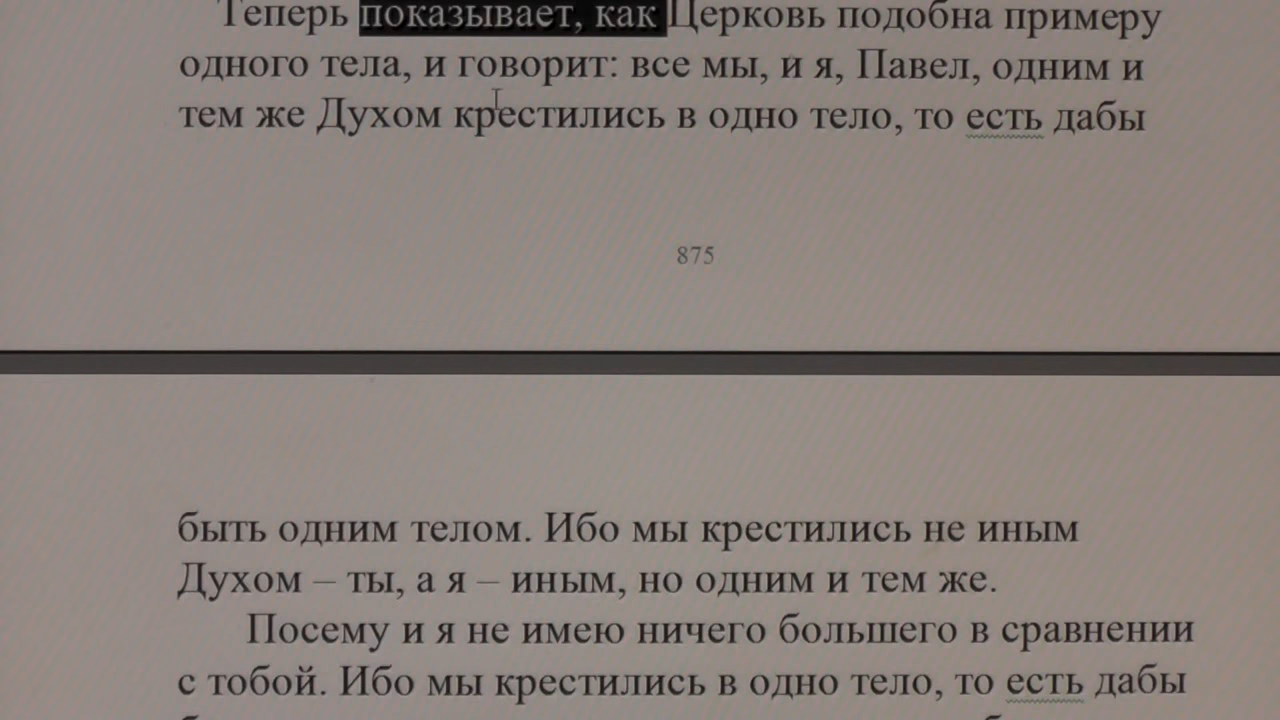 Теперь показывает, как Церковь подобна примеру
одного тела, и говорит: все мы, и я, Павел, одним и
тем же Духом крестились в одно тело, то есть дабы
875
быть одним телом. Ибо мы крестились не иным
Духом – ты, а я – иным, но одним и тем же.
Посему и я не имею ничего большего в сравнении
с тобой. Ибо мы крестились в одно тело, то есть дабы